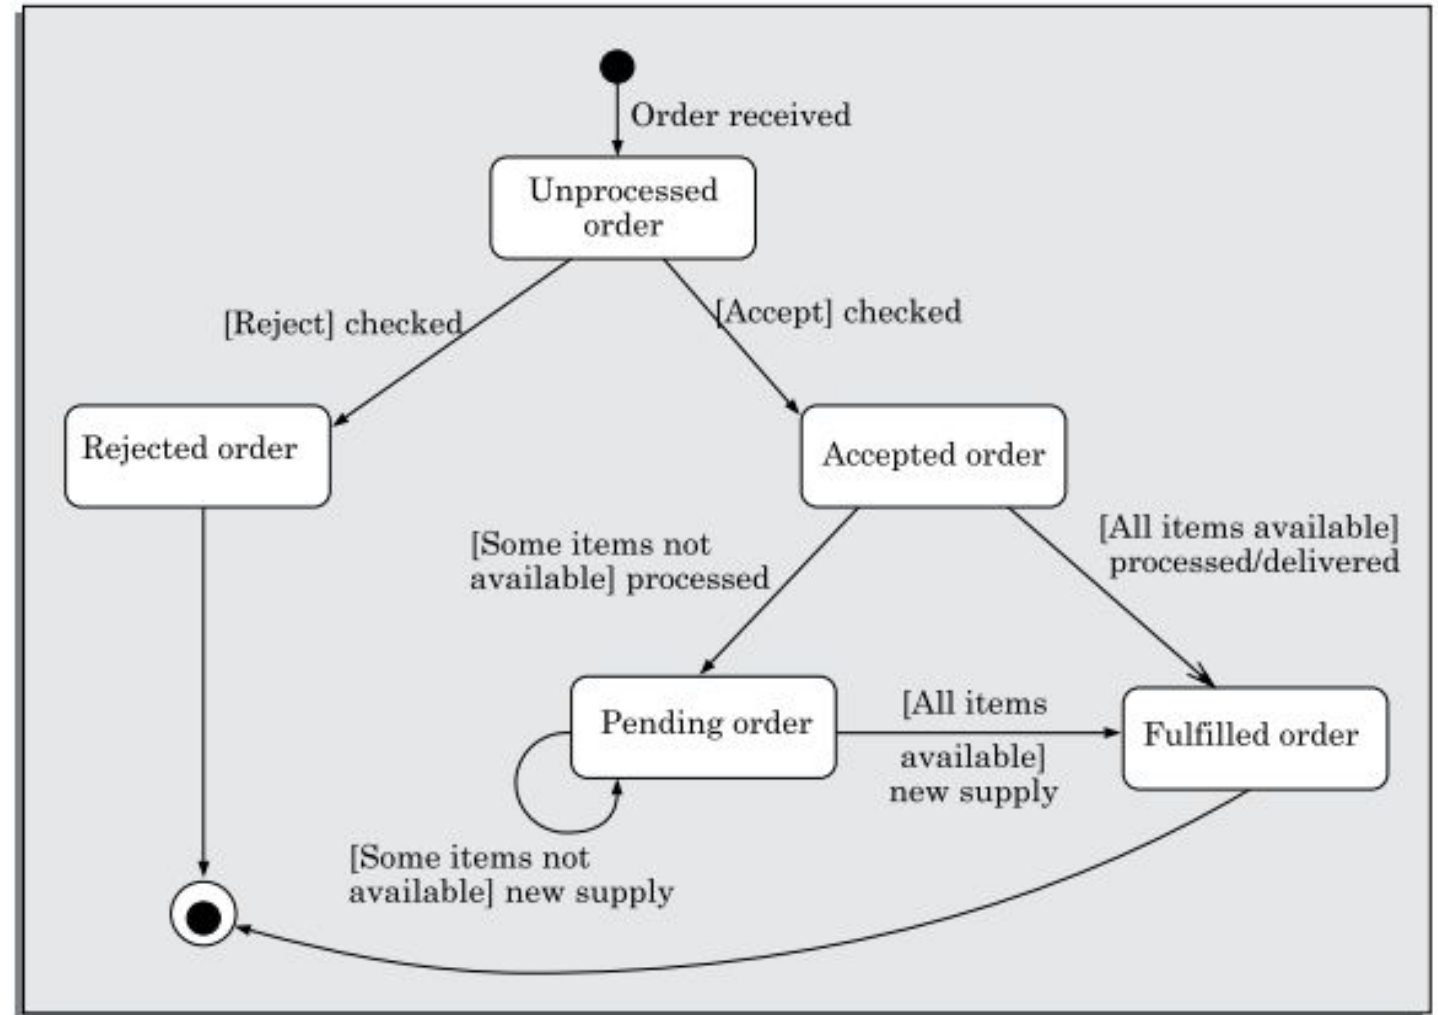 Order received
Unprocessed
order
[Reject] checked
[Accept] checked
Rejected order
Accepted order
[Some items not
available] processed
[All items available]
processed/delivered
Pending order
[All items
available]
new supply
Fulfilled order
[Some items not
available] new supply